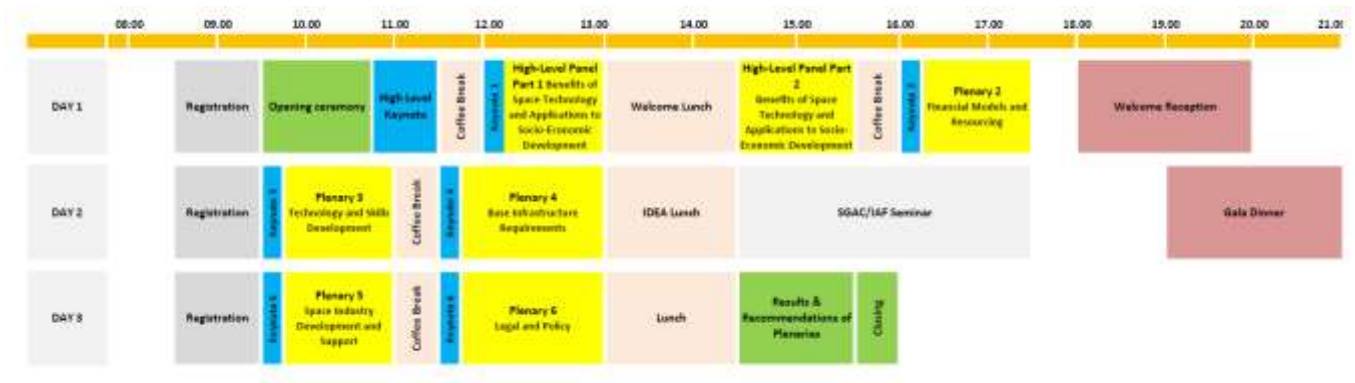 08:00 09.00 10.00 11.00 12.00 13.00 14.00 15.00 16.00 17.00 18.00 19.00 20.00 21.0
DAY 1
Registration
Opening ceremony
High-Level
Keynote
Coffee Break
Keynote 1
High-Level Panel
Part 1 Benefits of
Space Technology
and Applications to
Socio-Economic
Development
Welcome Lunch
High-Level Panel Part
2
Benefits of Space
Technology and
Applications to Socio-
Economic Development
Coffee Break
Keynote 2
Plenary 2
Financial Models and
Resourcing
Welcome Reception
DAY 2
Registration
Keynote 3
Plenary 3
Technology and Skills
Development
Coffee Break
Keynote 4
Plenary 4
Base Infrastructure
Requirements
IDEA Lunch
SGAC/IAF Seminar
Gala Dinner
DAY 3
Registration
Keynote 5
Plenary 5
Space Industry
Development and
Support
Coffee Break
Keynote 6
Plenary 6
Legal and Policy
Lunch
Results &
Recommendations of
Plenaries
Closing